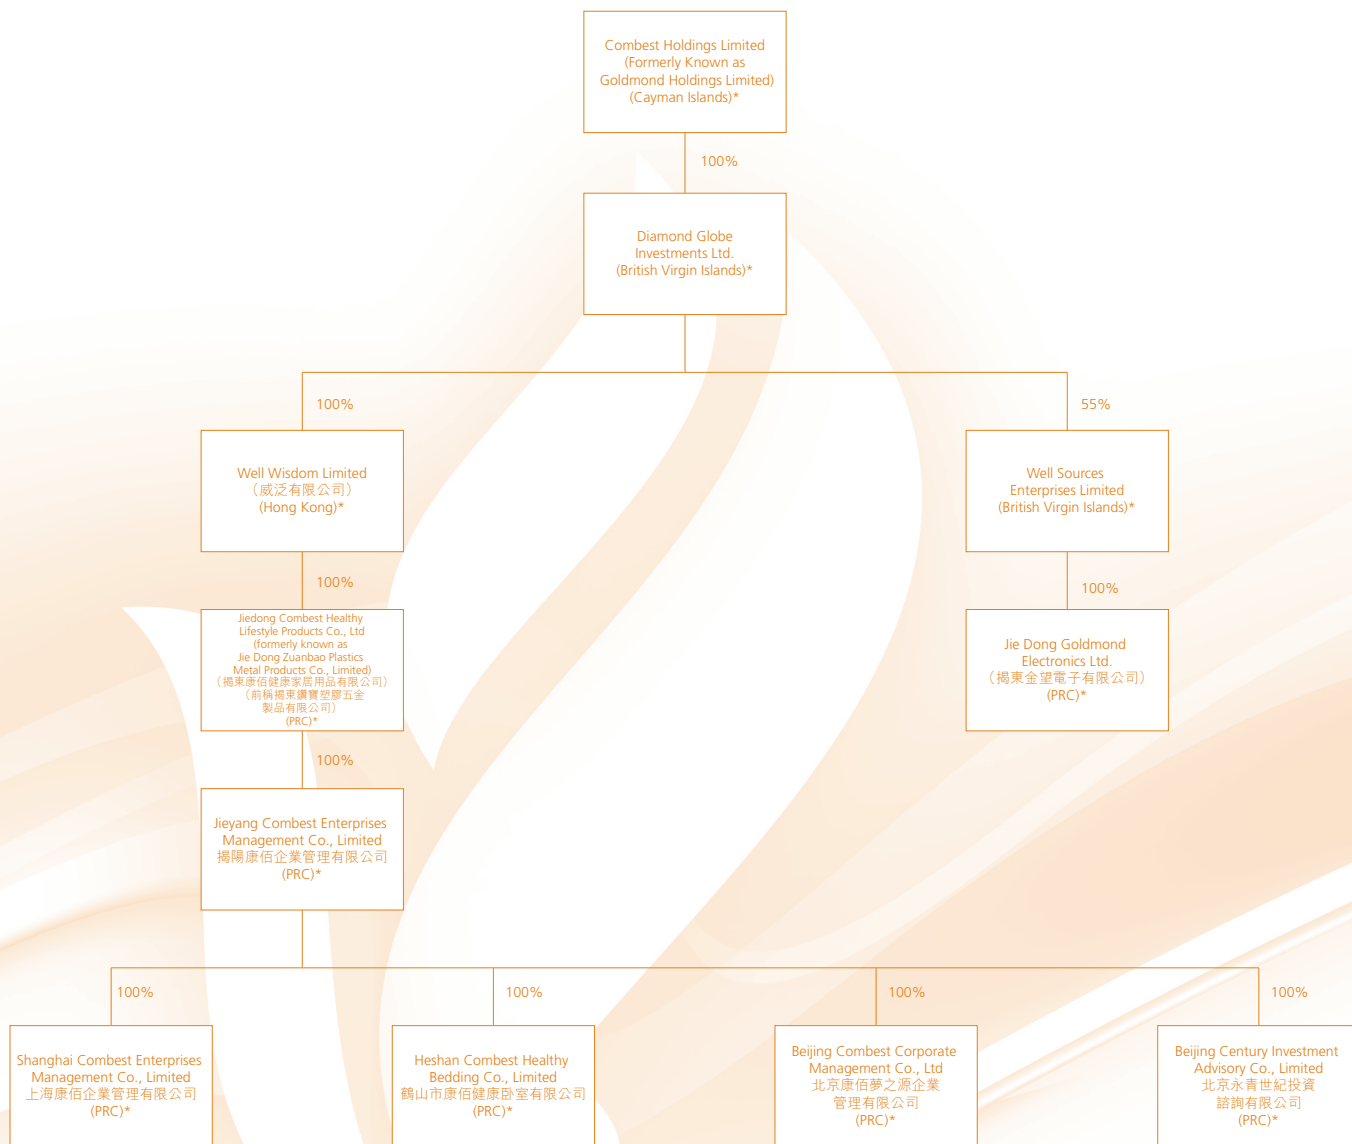 Combest Holdings Limited
(Formerly Known as
Goldmond Holdings Limited)
(Cayman Islands)*
100%
Diamond Globe
Investments Ltd.
(British Virgin Islands)*
100%
55%
Well Wisdom Limited
（威泛有限公司）
(Hong Kong)*
Well Sources
Enterprises Limited
(British Virgin Islands)*
100%
100%
Jiedong Combest Healthy
Lifestyle Products Co., Ltd
(formerly known as
Jie Dong Zuanbao Plastics
Metal Products Co., Limited)
（揭東康佰健康家居用品有限公司）
（前稱揭東鑽寶塑膠五金
製品有限公司）
(PRC)*
Jie Dong Goldmond
Electronics Ltd.
（揭東金望電子有限公司）
(PRC)*
100%
Jieyang Combest Enterprises
Management Co., Limited
揭陽康佰企業管理有限公司
(PRC)*
100%
100%
100%
100%
Shanghai Combest Enterprises
Management Co., Limited
上海康佰企業管理有限公司
(PRC)*
Heshan Combest Healthy
Bedding Co., Limited
鶴山市康佰健康卧室有限公司
(PRC)*
Beijing Combest Corporate
Management Co., Ltd
北京康佰夢之源企業
管理有限公司
(PRC)*
Beijing Century Investment
Advisory Co., Limited
北京永青世紀投資
諮詢有限公司
(PRC)*